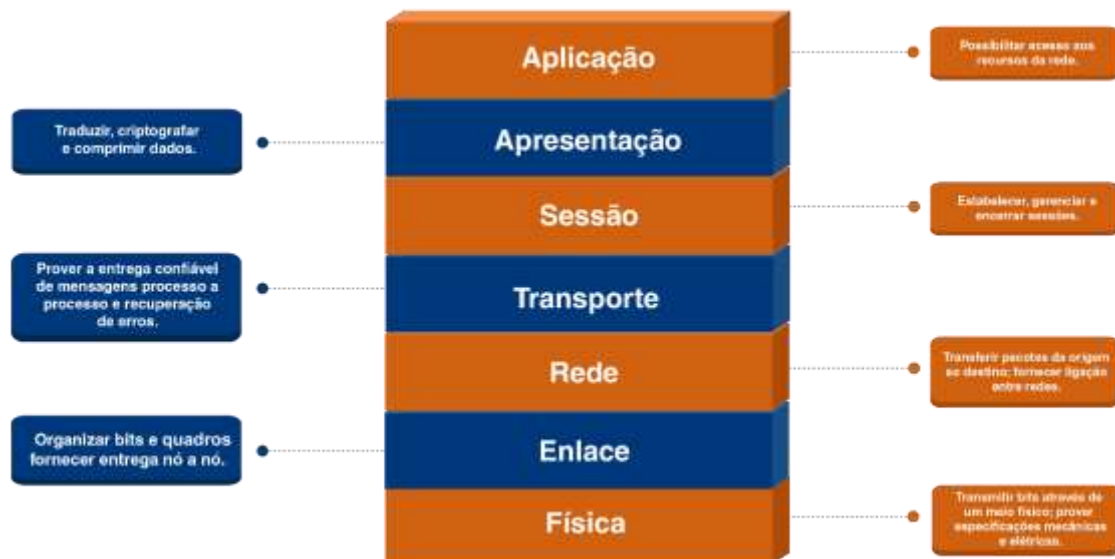 Aplicação
Possibilitar acesso aos
recursos da rede.
Traduzir, criptografar
e comprimir dados.
Apresentação
Sessão
Estabelecer, gerenciar e
encerrar sessões.
Prover a entrega confiável
de mensagens processo a
processo e recuperação
de erros.
Transporte
Rede
Transferir pacotes da origem
ao destino; fornecer ligação
entre redes.
Organizar bits e quadros
fornecer entrega nó a nó.
Enlace
Física
Transmitir bits através de
um meio físico; prover
especificações mecânicas
e elétricas.